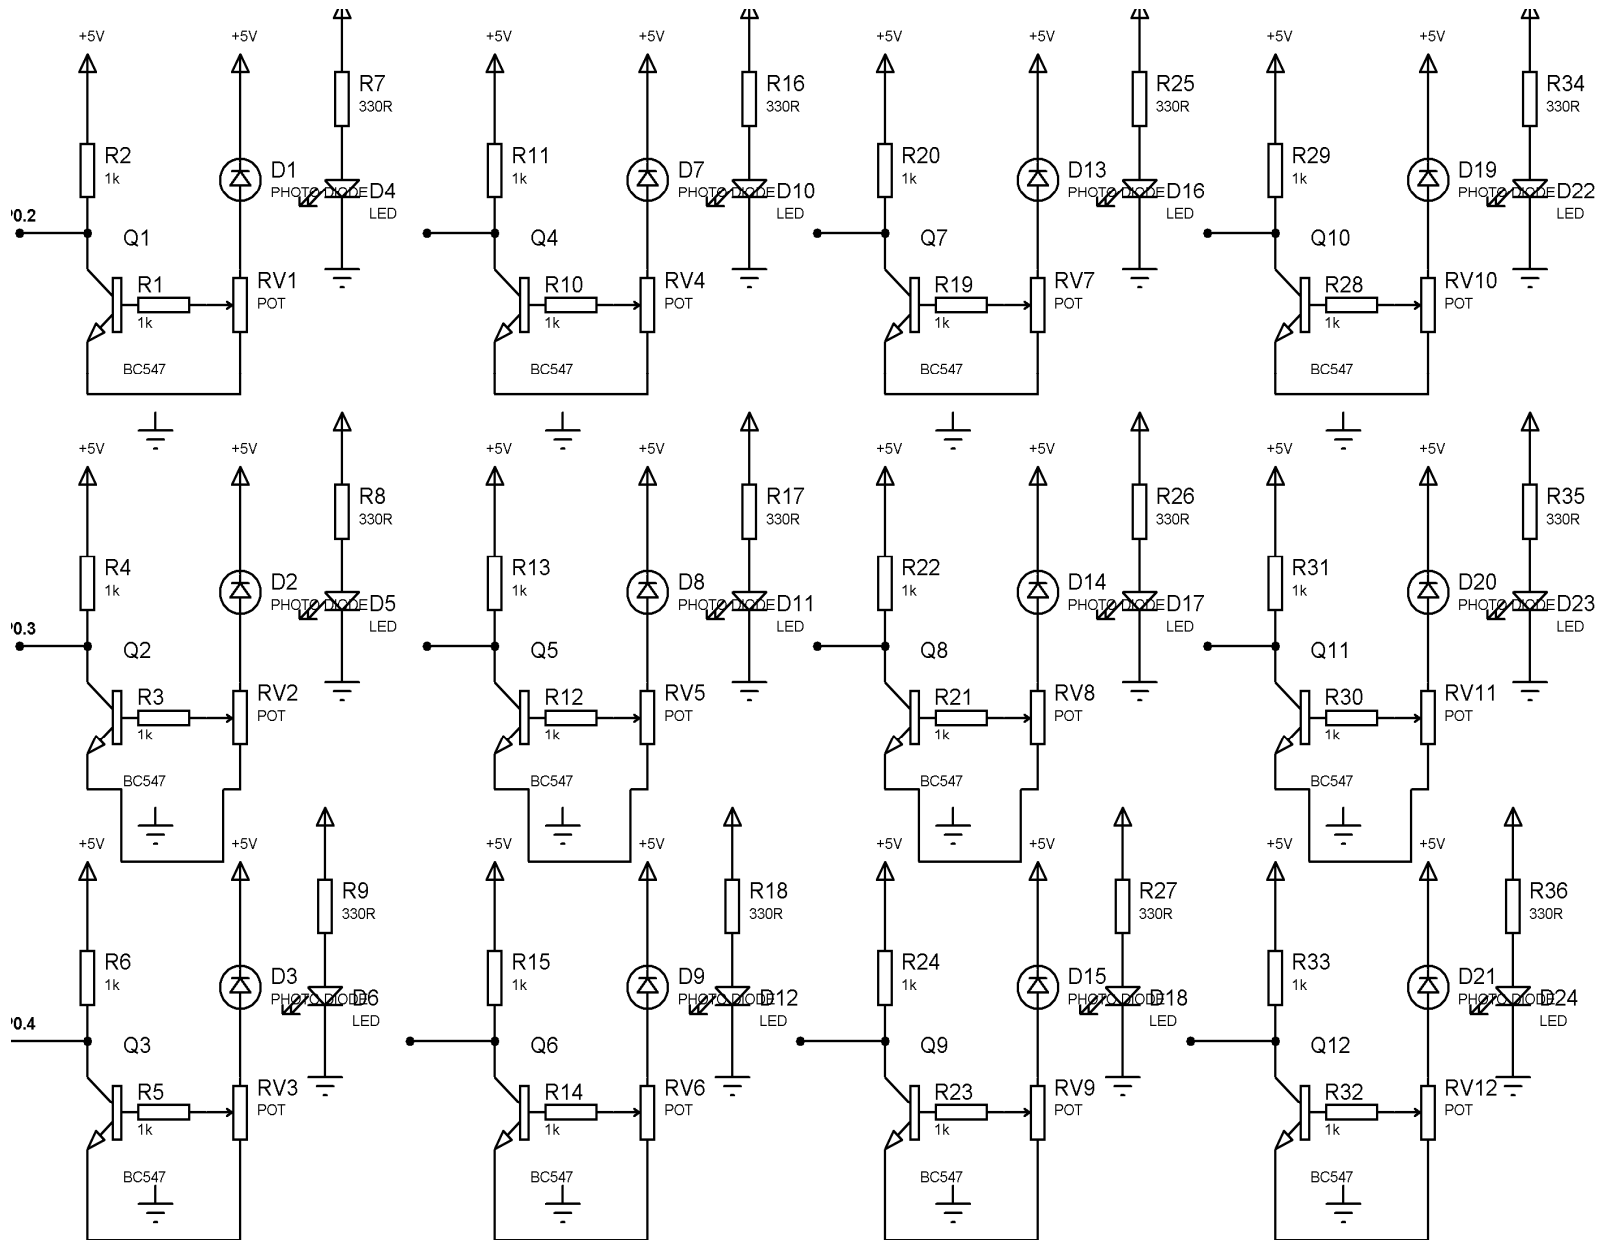 +5V +5V +5V +5V +5V +5V +5V +5V
R7 R16 R25 R34
330R 330R 330R 330R
R2 R11 R20 R29
1k 1k 1k 1k
D1 D7 D13 D19
PHOTO DIODE PHOTO DIODE PHOTO DIODE PHOTO DIODE
D4 D10 D16 D22
LED LED LED LED
P0.2
Q1 Q4 Q7 Q10
R1 RV1 R10 RV4 R19 RV7 R28 RV10
POT POT POT POT
1k 1k 1k 1k
BC547 BC547 BC547 BC547
+5V +5V +5V +5V +5V +5V +5V +5V
R8 R17 R26 R35
330R 330R 330R 330R
R4 R13 R22 R31
1k 1k 1k 1k
D2 D8 D14 D20
PHOTO DIODE PHOTO DIODE PHOTO DIODE PHOTO DIODE
D5 D11 D17 D23
LED LED LED LED
P0.3
Q2 Q5 Q8 Q11
R3 RV2 R12 RV5 R21 RV8 R30 RV11
POT POT POT POT
1k 1k 1k 1k
BC547 BC547 BC547 BC547
+5V +5V +5V +5V +5V +5V +5V +5V
R9 R18 R27 R36
330R 330R 330R 330R
R6 R15 R24 R33
1k 1k 1k 1k
D3 D9 D15 D21
PHOTO DIODE PHOTO DIODE PHOTO DIODE PHOTO DIODE
D6 D12 D18 D24
LED LED LED LED
P0.4
Q3 Q6 Q9 Q12
R5 RV3 R14 RV6 R23 RV9 R32 RV12
POT POT POT POT
1k 1k 1k 1k
BC547 BC547 BC547 BC547